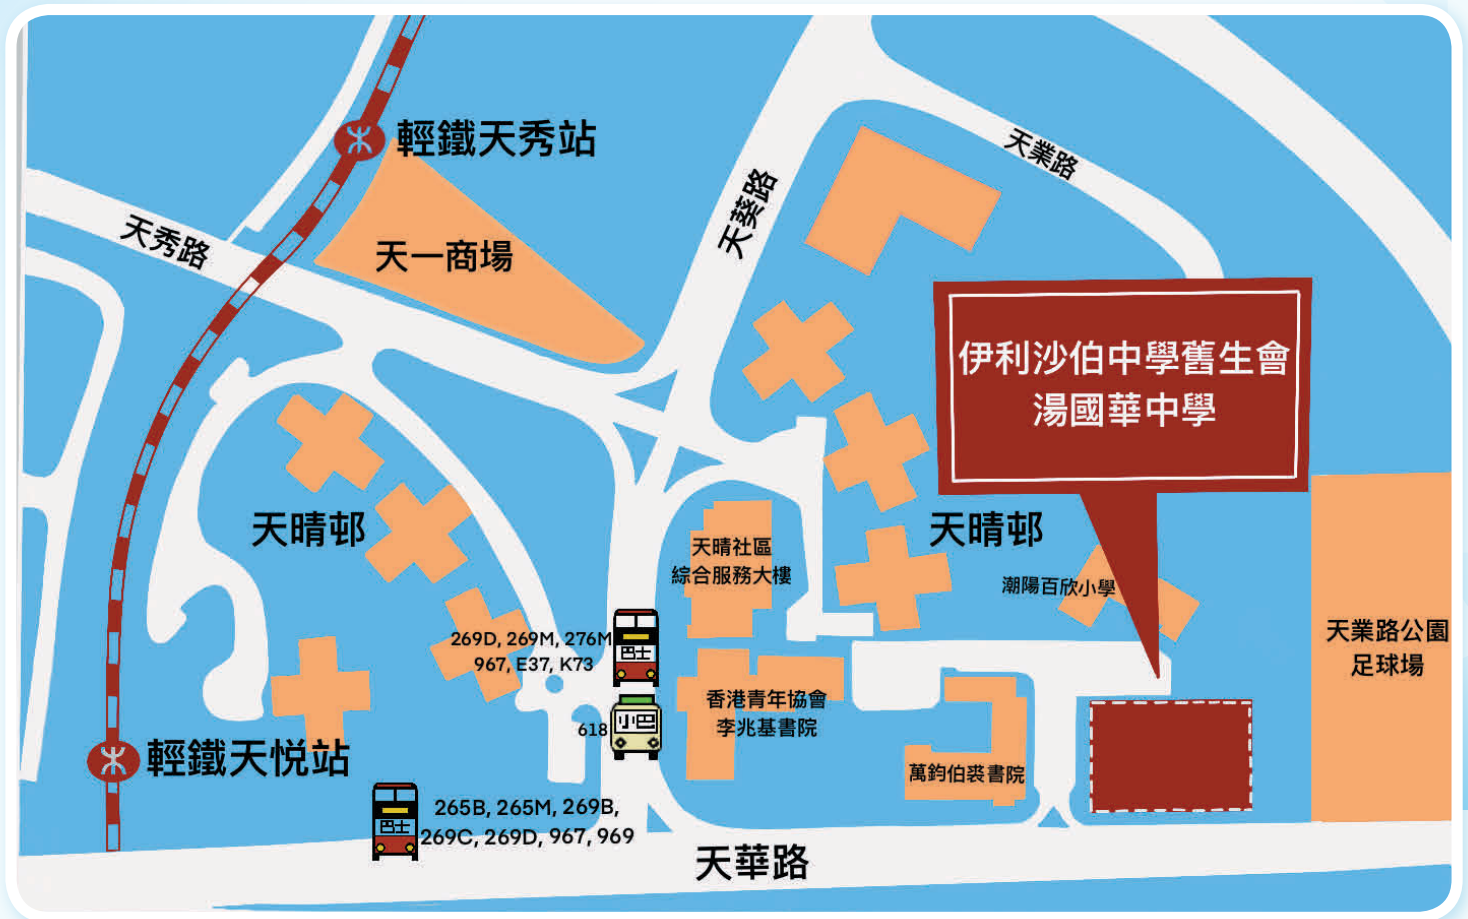 輕鐵天秀站
天業路
天葵路
天秀路
天一商場
伊利沙伯中學舊生會
湯國華中學
天晴邨
天晴邨
天晴社區
綜合服務大樓
潮陽百欣小學
天業路公園
足球場
269D, 269M, 276M
967, E37, K73
巴士
香港青年協會
李兆基書院
618
小巴
輕鐵天悅站
萬鈞伯裘書院
巴士
265B, 265M, 269B,
269C, 269D, 967, 969
天華路